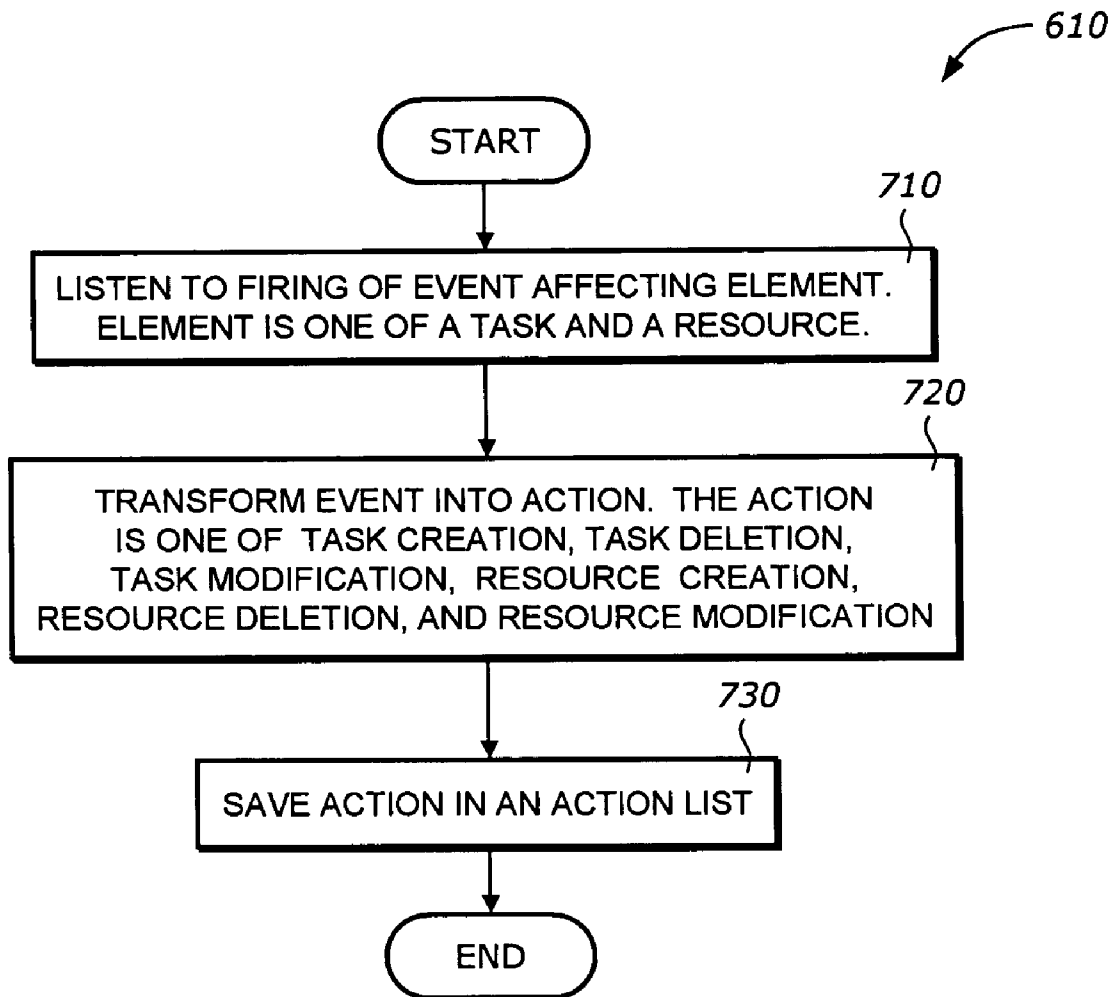 610
START
710
LISTEN TO FIRING OF EVENT AFFECTING ELEMENT.
ELEMENT IS ONE OF A TASK AND A RESOURCE.
720
TRANSFORM EVENT INTO ACTION. THE ACTION
IS ONE OF TASK CREATION, TASK DELETION,
TASK MODIFICATION, RESOURCE CREATION,
RESOURCE DELETION, AND RESOURCE MODIFICATION
730
SAVE ACTION IN AN ACTION LIST
END